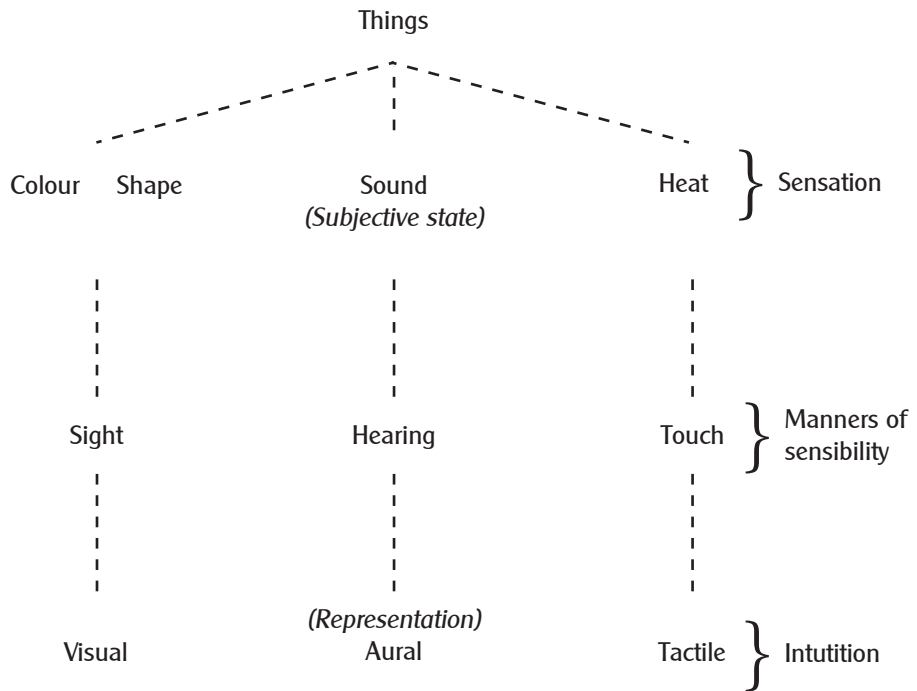 Things
Colour Shape Sound Heat } Sensation
(Subjective state)
Sight Hearing Touch } Manners of
sensibility
(Representation)
Visual Aural Tactile } Intutition